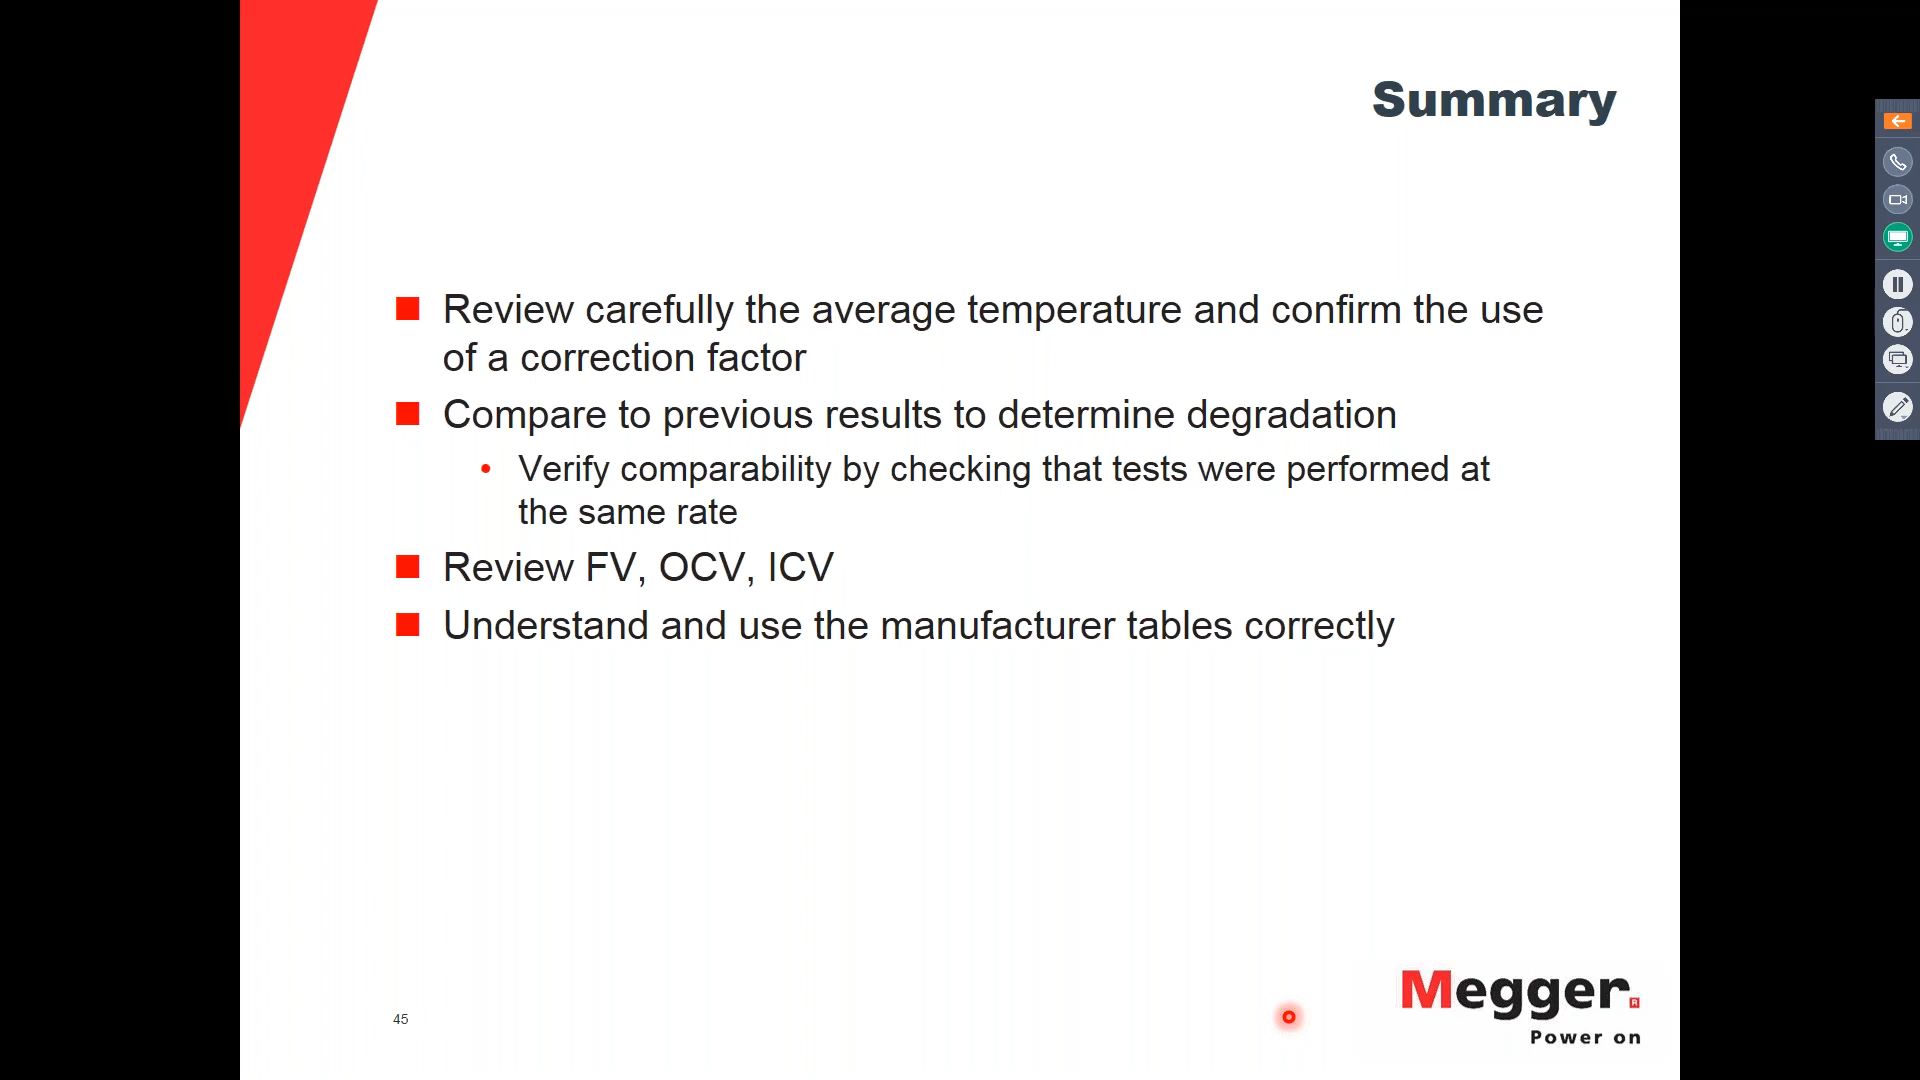 Summary
Review carefully the average temperature and confirm the use
of a correction factor
Compare to previous results to determine degradation
Verify comparability by checking that tests were performed at
the same rate
Review FV, OCV, ICV
Understand and use the manufacturer tables correctly
45
Megger.
Power on